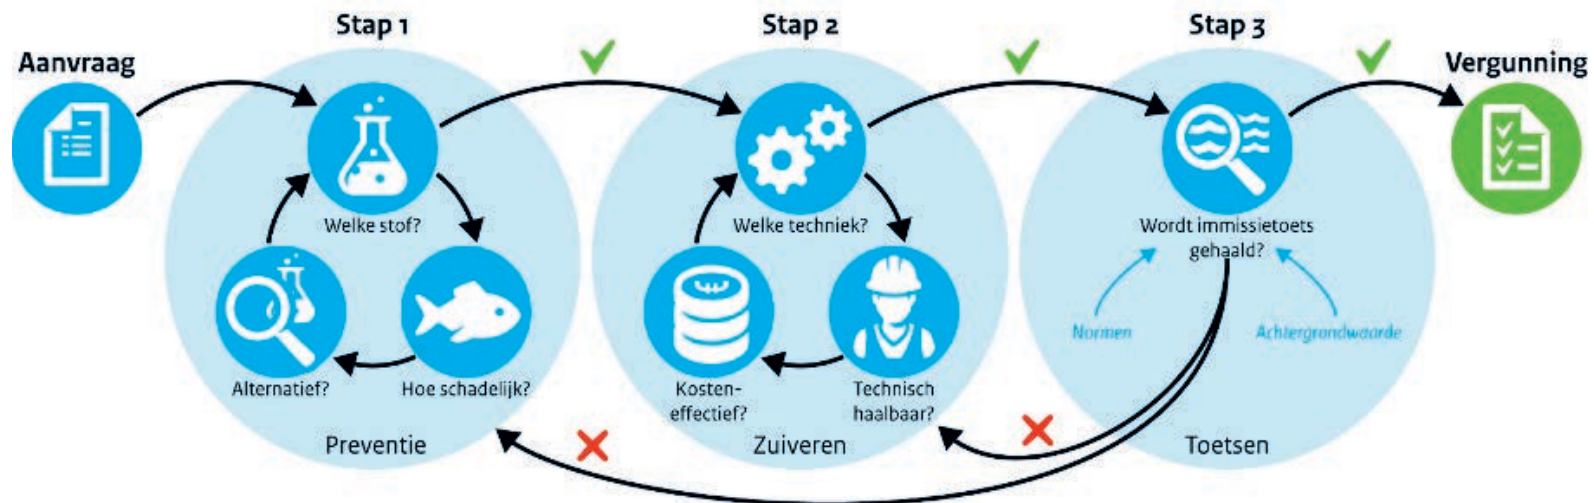 Aanvraag
Stap 1
Welke stof?
Alternatief?
Hoe schadelijk?
Preventie
Stap 2
Welke techniek?
Kosten-
effectief?
Technisch
haalbaar?
Zuiveren
Stap 3
Wordt immissietoets
gehaald?
Normen
Achtergrondwaarde
Toetsen
Vergunning